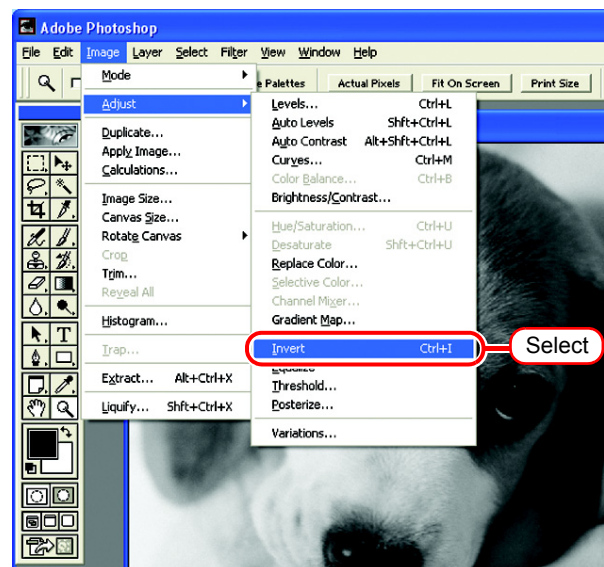 Adobe Photoshop
File Edit Image Layer Select Filter View Window Help
e Palettes Actual Pixels Fit On Screen Print Size
Mode
Adjust
Duplicate...
Apply Image...
Calculations...
Image Size...
Canvas Size...
Rotate Canvas
Crop
Trim...
Reveal All
Histogram...
Trap...
Extract... Alt+Ctrl+X
Liquify... Shft+Ctrl+X
Levels... Ctrl+L
Auto Levels Shft+Ctrl+L
Auto Contrast Alt+Shft+Ctrl+L
Curves... Ctrl+M
Color Balance... Ctrl+B
Brightness/Contrast...
Hue/Saturation... Ctrl+U
Desaturate Shft+Ctrl+U
Replace Color...
Selective Color...
Channel Mixer...
Gradient Map...
Invert Ctrl+I
Equalize
Threshold...
Posterize...
Variations...
Select
T